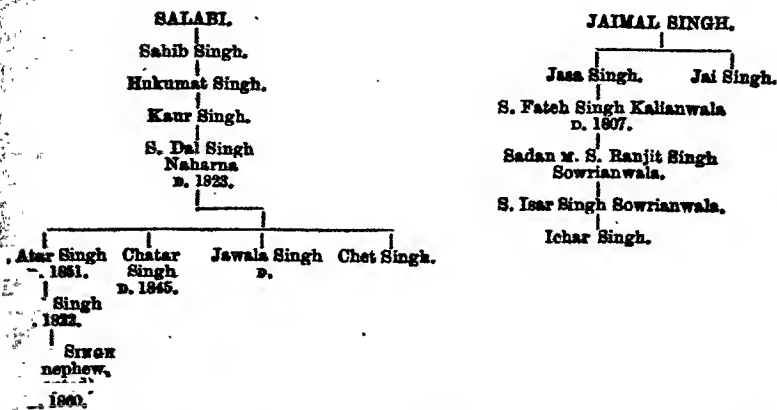 SALABI.
Sahib Singh.
Hukumat Singh.
Kaur Singh.
S. Dal Singh
Naharna
D. 1823.
Atar Singh
1851.
Chatar
Singh
D. 1845.
Jawala Singh
D.
Chet Singh.
Singh
1822.
SINGH
nephew,
1860.
JAIMAL SINGH.
Jasa Singh.
Jai Singh.
S. Fateh Singh Kalianwala
D. 1807.
Sadan M. S. Ranjit Singh
Sowrianwala.
S. Isar Singh Sowrianwala.
Ichar Singh.